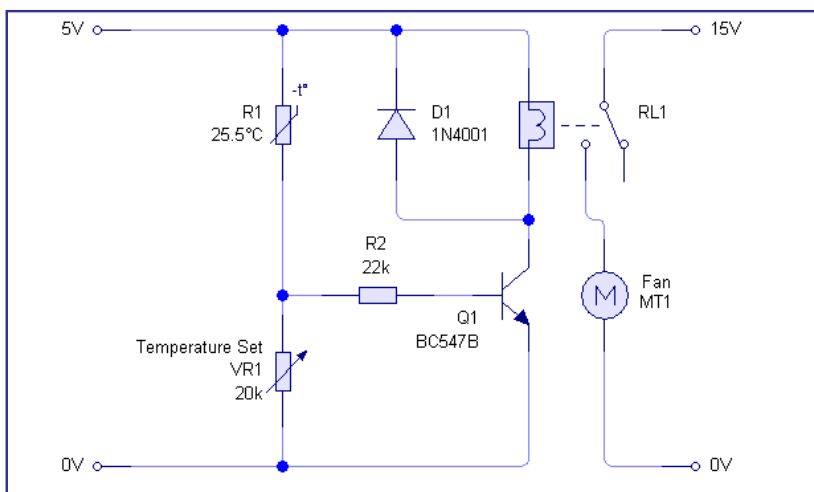 5V
15V
-t°
R1
25.5°C
D1
1N4001
RL1
R2
22k
Fan
MT1
M
Q1
BC547B
Temperature Set
VR1
20k
0V
0V